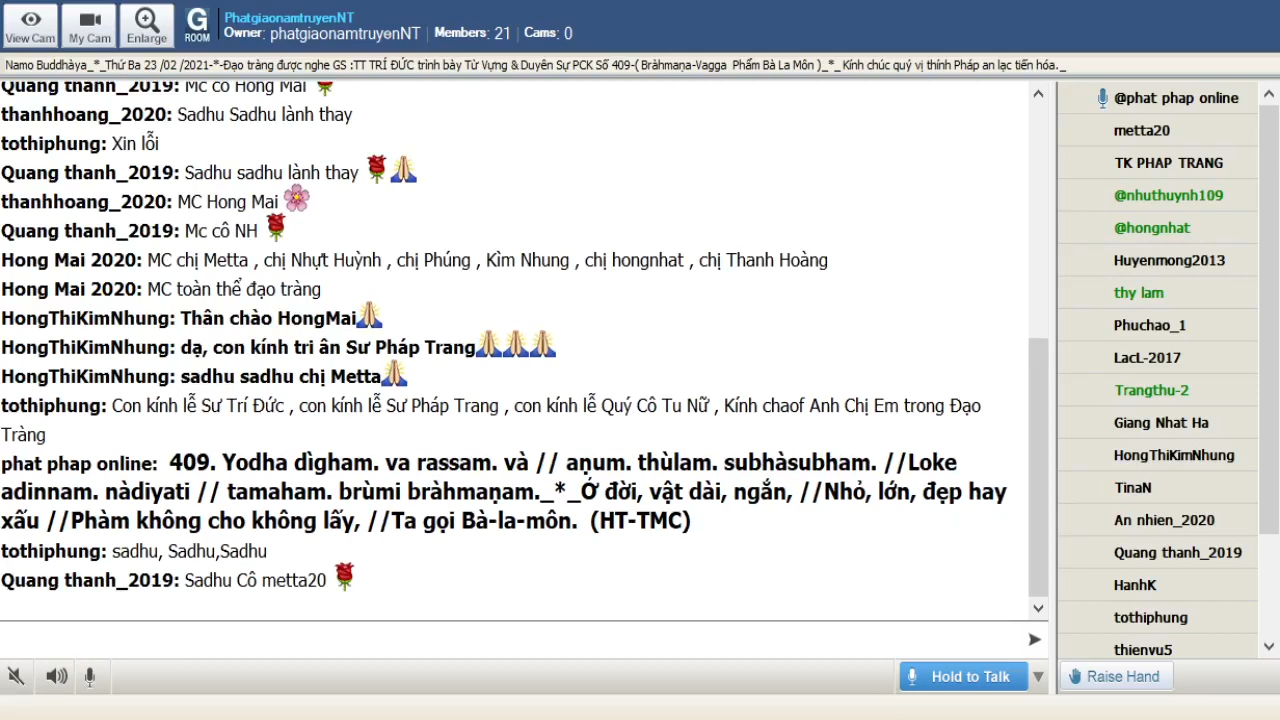 View Cam
My Cam
Enlarge
G
ROOM
PhatgiaonamtruyenNT
Owner: phatgiaonamtruyenNT | Members: 21 | Cams: 0
Namo Buddhàya_*_Thứ Ba 23 /02 /2021-*-Đạo tràng được nghe GS :TT TRÍ ĐỨC trình bày Từ Vựng & Duyên Sự PCK Số 409-( Bràhmaṇa-Vagga Phẩm Bà La Môn )_*_ Kính chúc quý vị thính Pháp an lạc tiến hóa._
Quang thanh_2019: Mc cô Hong Mai
thanhhoang_2020: Sadhu Sadhu lành thay
tothiphung: Xin lỗi
Quang thanh_2019: Sadhu sadhu lành thay
thanhhoang_2020: MC Hong Mai
Quang thanh_2019: Mc cô NH
Hong Mai 2020: MC chị Metta , chị Nhựt Huỳnh , chị Phúng , Kìm Nhung , chị hongnhat , chị Thanh Hoàng
Hong Mai 2020: MC toàn thể đạo tràng
HongThiKimNhung: Thân chào HongMai
HongThiKimNhung: dạ, con kính tri ân Sư Pháp Trang
HongThiKimNhung: sadhu sadhu chị Metta
tothiphung: Con kính lễ Sư Trí Đức , con kính lễ Sư Pháp Trang , con kính lễ Quý Cô Tu Nữ , Kính chaof Anh Chị Em trong Đạo
Tràng
phat phap online: 409. Yodha dìgham. va rassam. và // aṇum. thùlam. subhàsubham. //Loke
adinnam. nàdiyati // tamaham. brùmi bràhmaṇam._*_Ở đời, vật dài, ngắn, //Nhỏ, lớn, đẹp hay
xấu //Phàm không cho không lấy, //Ta gọi Bà-la-môn. (HT-TMC)
tothiphung: sadhu, Sadhu,Sadhu
Quang thanh_2019: Sadhu Cô metta20
@phat phap online
metta20
TK PHAP TRANG
@nhuthuynh109
@hongnhat
Huyenmong2013
thy lam
Phuchao_1
LacL-2017
Trangthu-2
Giang Nhat Ha
HongThiKimNhung
TinaN
An nhien_2020
Quang thanh_2019
HanhK
tothiphung
thienvu5
Hold to Talk
Raise Hand